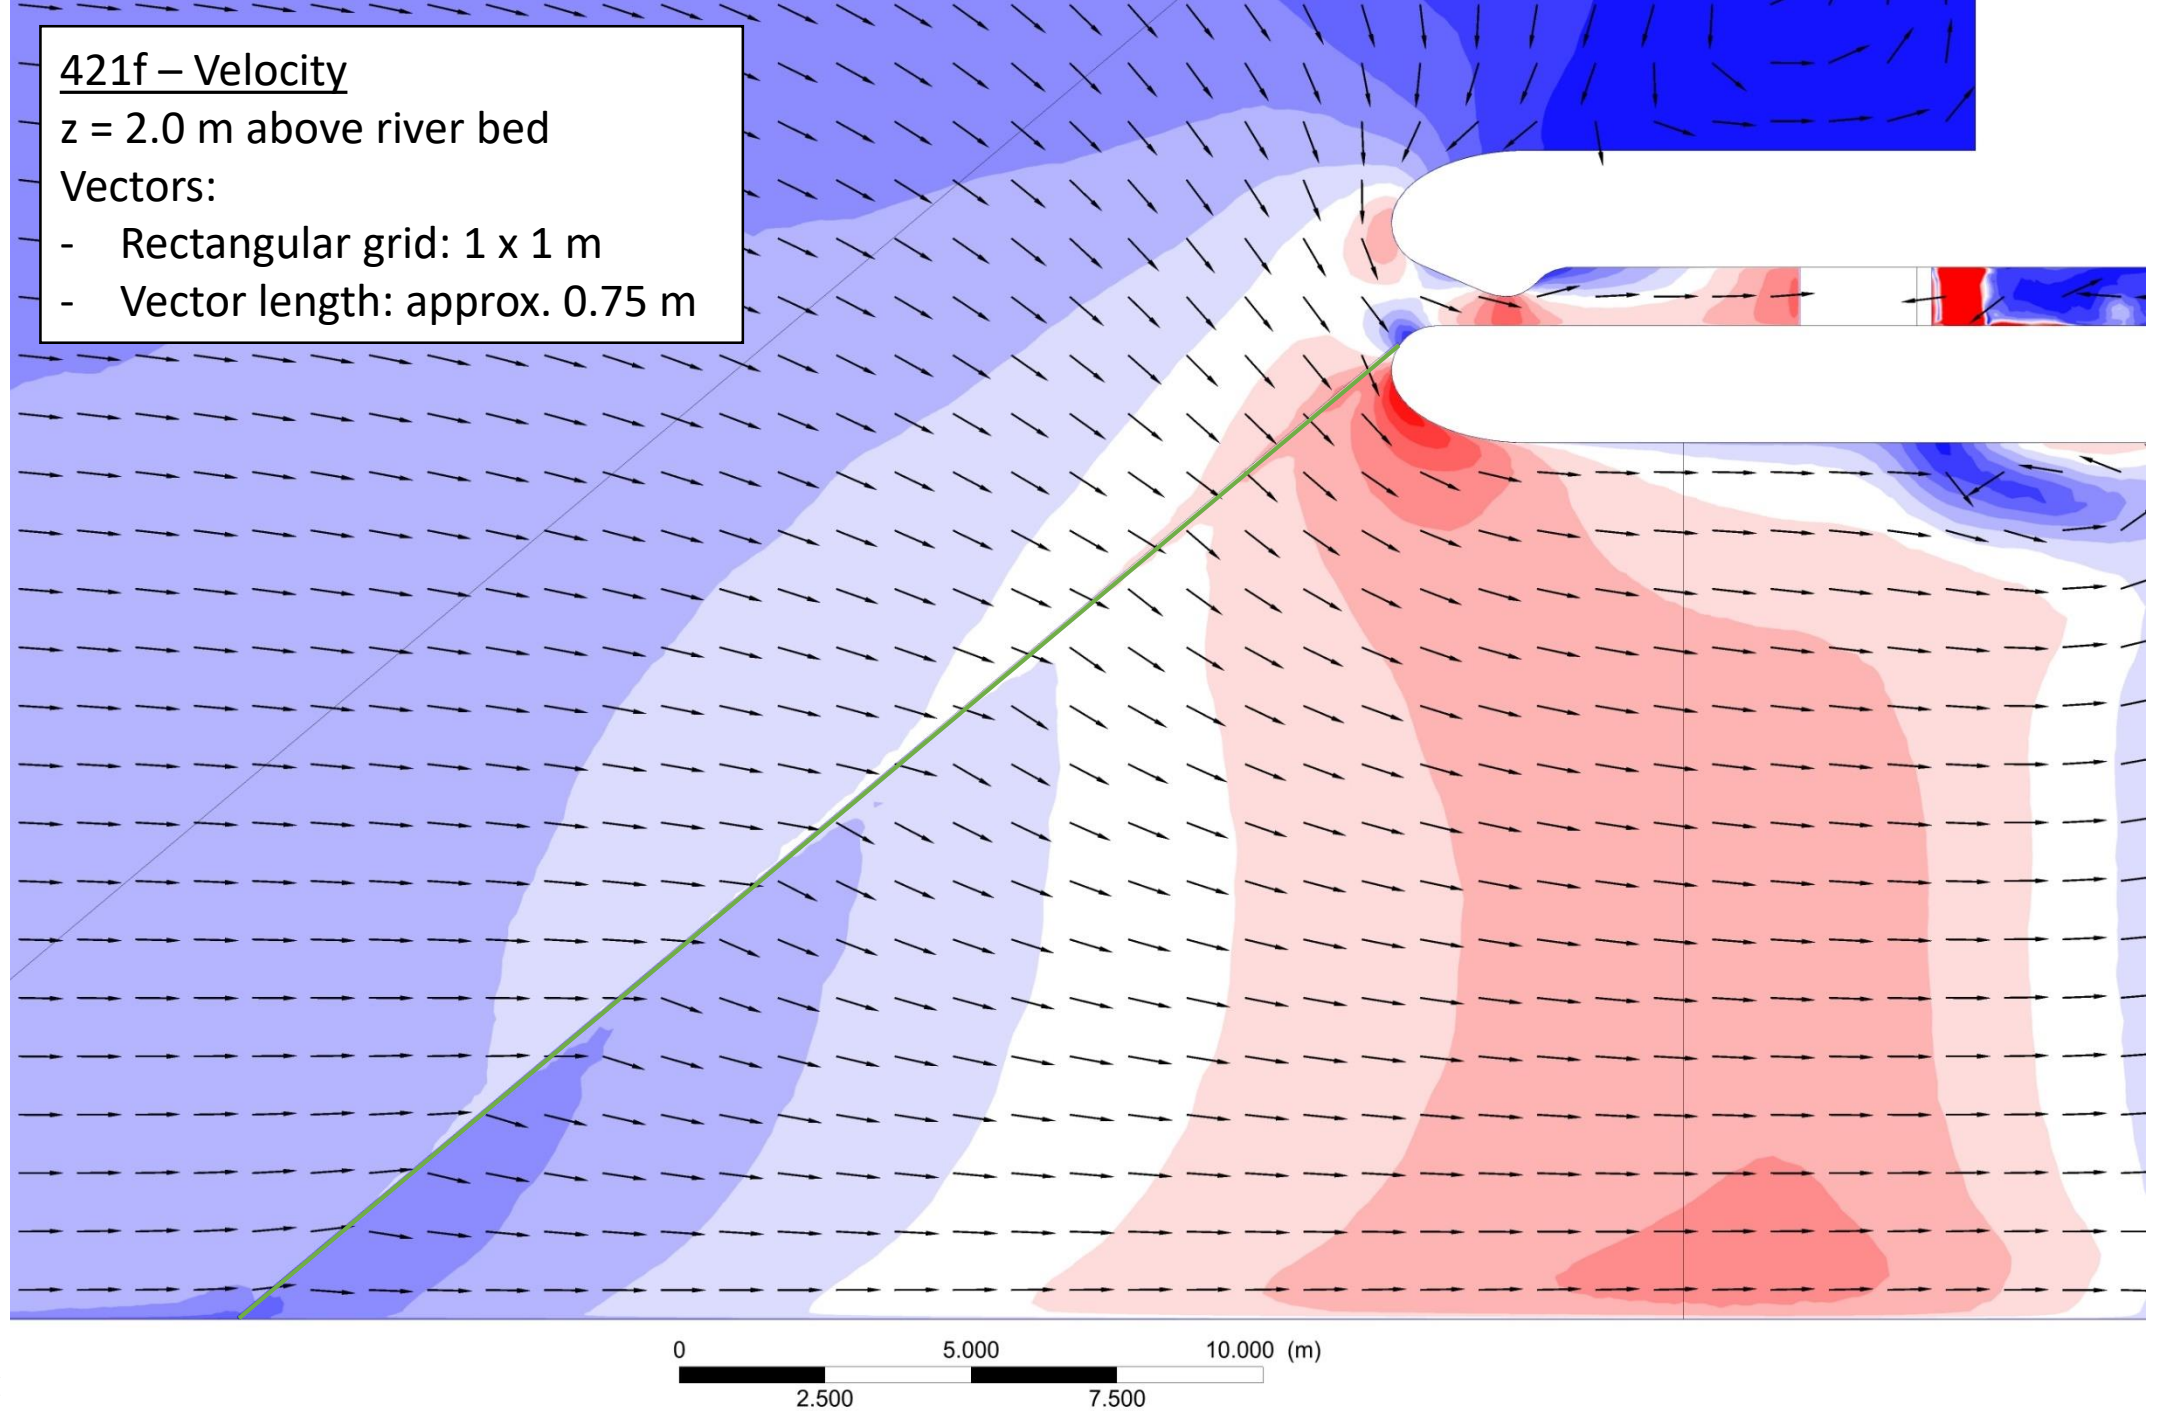 421f – Velocity
z = 2.0 m above river bed
Vectors:
- Rectangular grid: 1 x 1 m
- Vector length: approx. 0.75 m
0 5.000 10.000 (m)
2.500 7.500